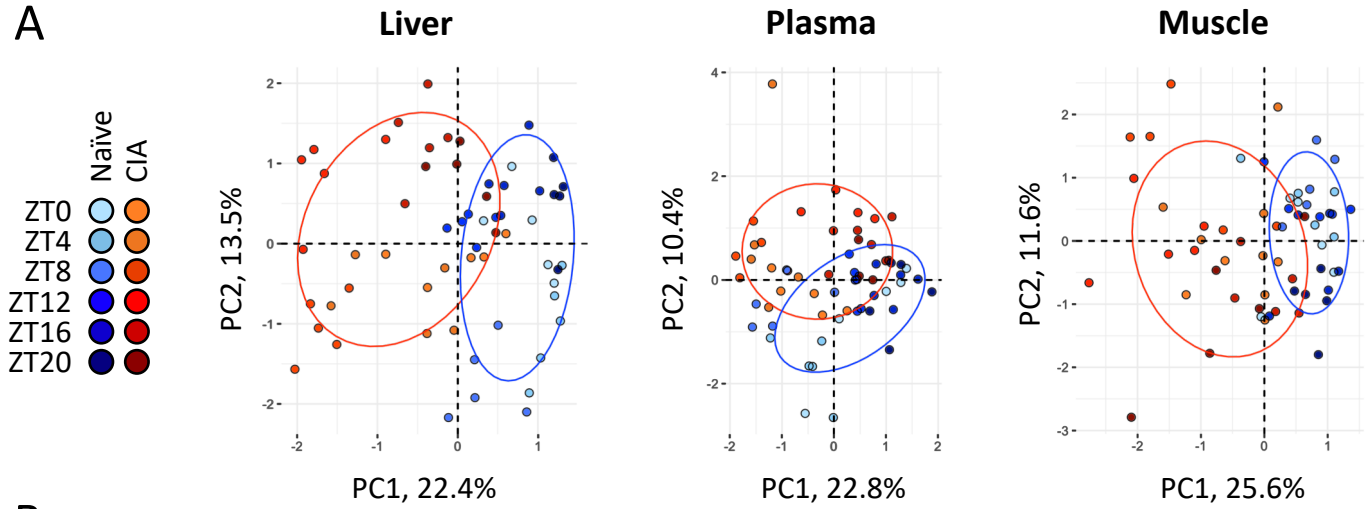 A
Liver
Plasma
Muscle
Naïve
CIA
ZT0
ZT4
ZT8
ZT12
ZT16
ZT20
PC2, 13.5%
2
1
0
-1
-2
-2
-1
0
1
PC1, 22.4%
PC2, 10.4%
4
2
0
-2
-2
-1
0
1
2
PC1, 22.8%
PC2, 11.6%
2
1
0
-1
-2
-3
-2
-1
0
1
PC1, 25.6%